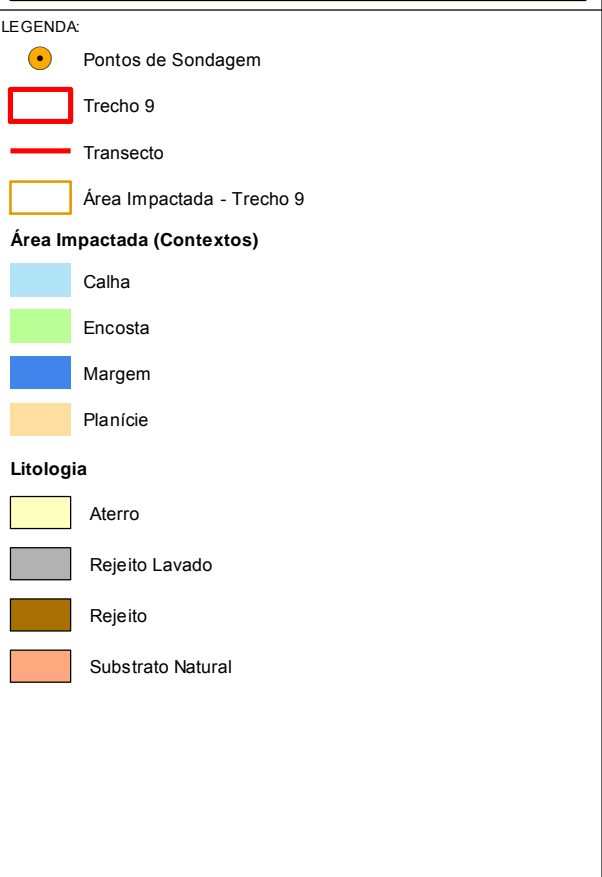 LEGENDA:
Pontos de Sondagem
Trecho 9
Transecto
Área Impactada - Trecho 9
Área Impactada (Contextos)
Calha
Encosta
Margem
Planície
Litologia
Aterro
Rejeito Lavado
Rejeito
Substrato Natural